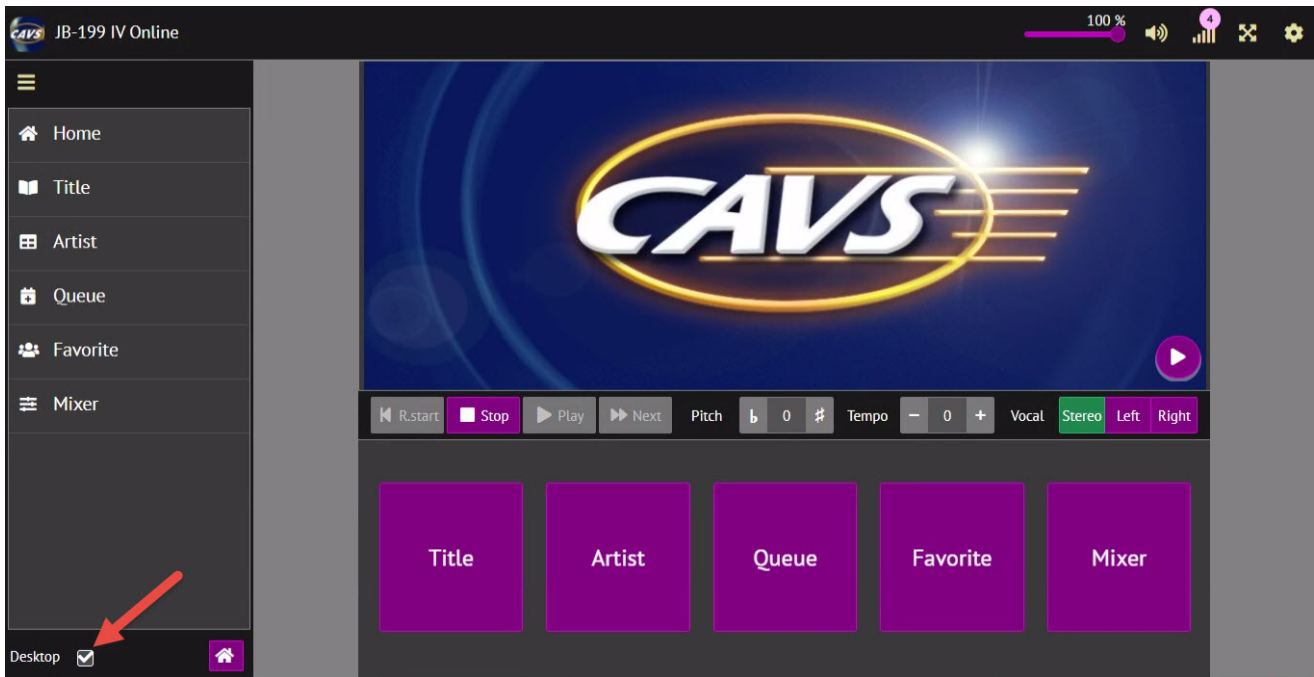 CAVS JB-199 IV Online
100 %
4
Home
Title
Artist
Queue
Favorite
Mixer
Desktop
CAVS
R.start Stop Play Next Pitch ♭ 0 ♯ Tempo − 0 + Vocal Stereo Left Right
Title Artist Queue Favorite Mixer